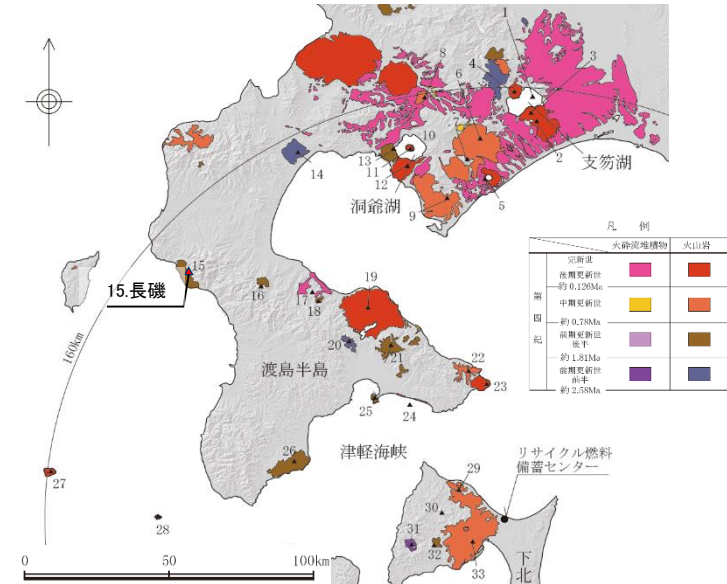 1
3
4
8
6
2
支笏湖
10
13
11
12
14
洞爺湖
9
5
凡 例
火砕流堆積物
火山岩
第四紀
完新世
後期更新世
約 0.126Ma
中期更新世
約 0.78Ma
前期更新世
後半
約 1.81Ma
前期更新世
前半
約 2.58Ma
15
15.長磯
16
17
18
19
160km
20
21
渡島半島
22
23
25
24
津軽海峡
26
リサイクル燃料
備蓄センター
27
28
29
30
31
32
33
下北
0
50
100km